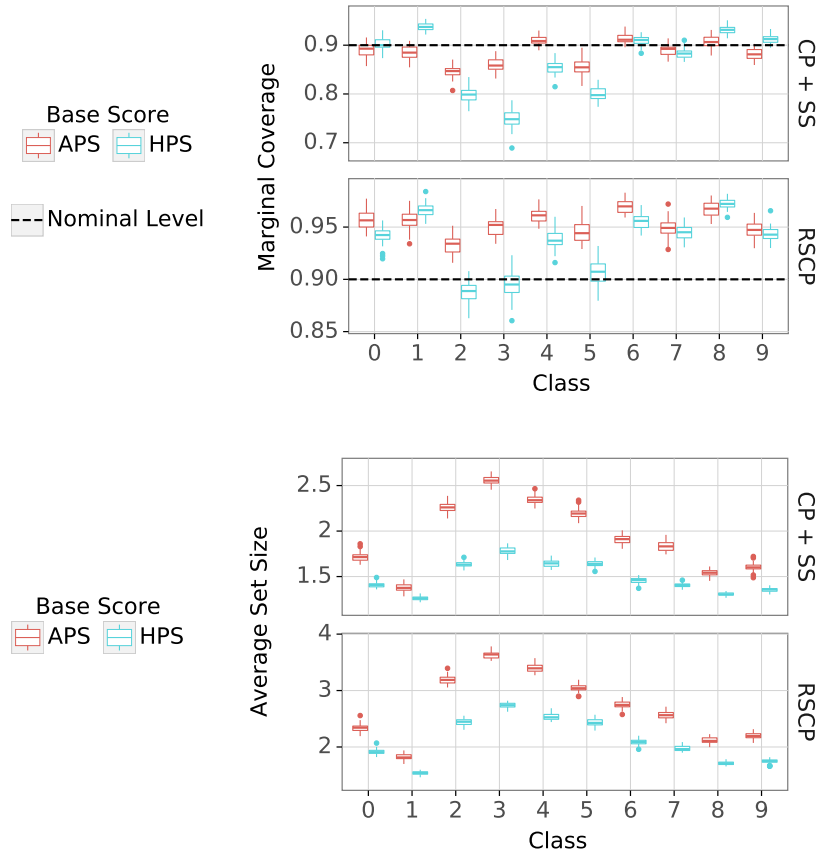 Base Score
APS HPS
Nominal Level
Marginal Coverage
0.9
0.8
0.7
CP + SS
0.95
0.90
0.85
RSCP
0 1 2 3 4 5 6 7 8 9
Class
Base Score
APS HPS
Average Set Size
2.5
2
1.5
CP + SS
4
3
2
RSCP
0 1 2 3 4 5 6 7 8 9
Class